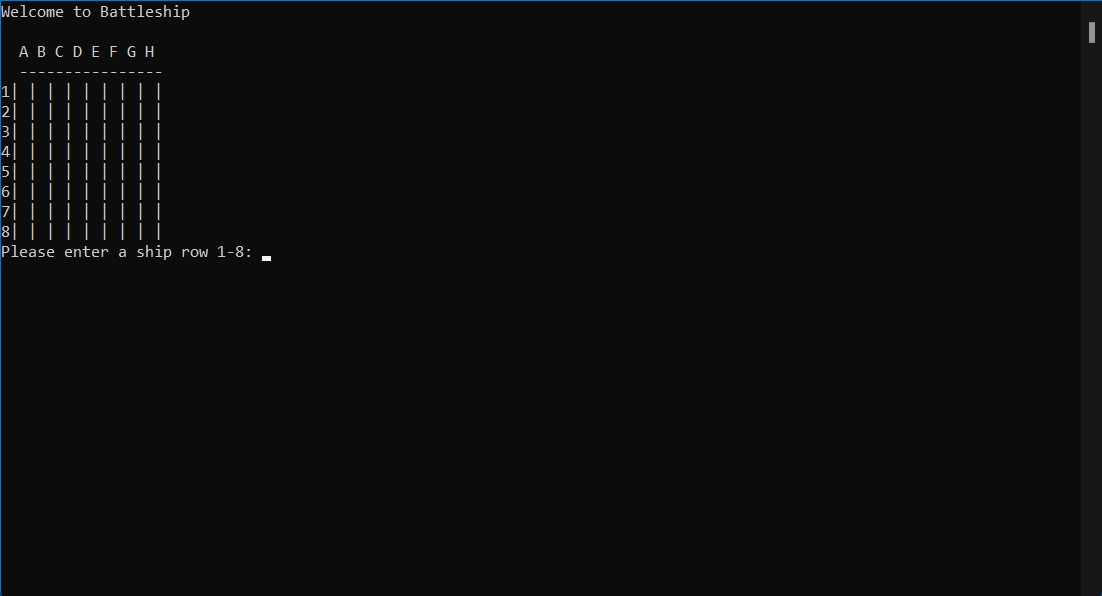 Welcome to Battleship
  A B C D E F G H
  ----------------
1| | | | | | | | |
2| | | | | | | | |
3| | | | | | | | |
4| | | | | | | | |
5| | | | | | | | |
6| | | | | | | | |
7| | | | | | | | |
8| | | | | | | | |
Please enter a ship row 1-8: